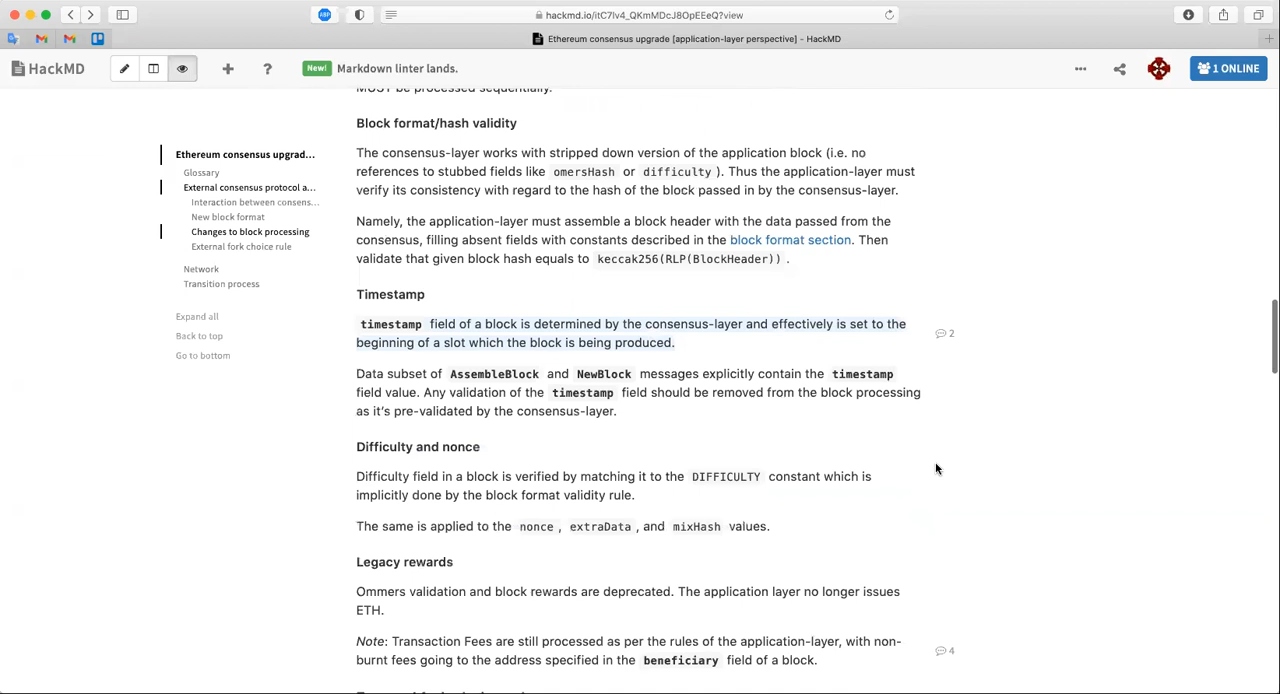 hackmd.io/itC7lv4_QKmMDcJ8OpEEeQ?view
Ethereum consensus upgrade [application-layer perspective] - HackMD
HackMD
New! Markdown linter lands.
1 ONLINE
MUST be processed sequentially.
Ethereum consensus upgrad...
Glossary
External consensus protocol a...
Interaction between consens...
New block format
Changes to block processing
External fork choice rule
Network
Transition process
Expand all
Back to top
Go to bottom
Block format/hash validity
The consensus-layer works with stripped down version of the application block (i.e. no
references to stubbed fields like omersHash or difficulty ). Thus the application-layer must
verify its consistency with regard to the hash of the block passed in by the consensus-layer.
Namely, the application-layer must assemble a block header with the data passed from the
consensus, filling absent fields with constants described in the block format section. Then
validate that given block hash equals to keccak256(RLP(BlockHeader)) .
Timestamp
timestamp field of a block is determined by the consensus-layer and effectively is set to the
beginning of a slot which the block is being produced.
2
Data subset of AssembleBlock and NewBlock messages explicitly contain the timestamp
field value. Any validation of the timestamp field should be removed from the block processing
as it's pre-validated by the consensus-layer.
Difficulty and nonce
Difficulty field in a block is verified by matching it to the DIFFICULTY constant which is
implicitly done by the block format validity rule.
The same is applied to the nonce , extraData , and mixHash values.
Legacy rewards
Ommers validation and block rewards are deprecated. The application layer no longer issues
ETH.
Note: Transaction Fees are still processed as per the rules of the application-layer, with non-
burnt fees going to the address specified in the beneficiary field of a block.
4